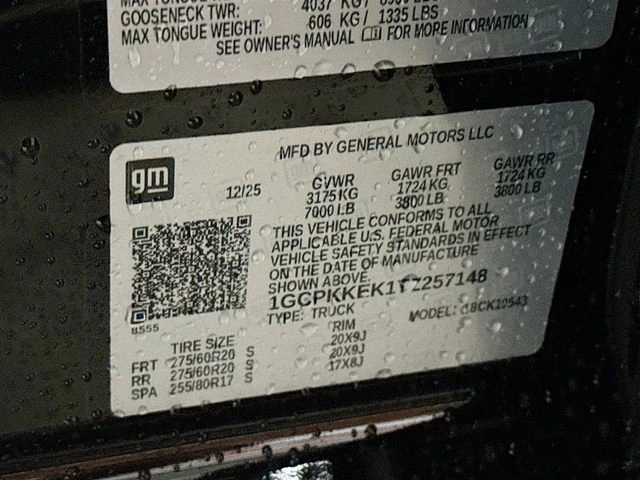 GOOSENECK TWR: 4037 KG /
MAX TONGUE WEIGHT: 606 KG / 1335 LBS
SEE OWNER'S MANUAL FOR MORE INFORMATION
gm
MFD BY GENERAL MOTORS LLC
12/25 GVWR GAWR FRT GAWR RR
3175KG 1724 KG 1724 KG
7000 LB 3800 LB 3800 LB
THIS VEHICLE CONFORMS TO ALL
APPLICABLE U.S. FEDERAL MOTOR
VEHICLE SAFETY STANDARDS IN EFFECT
ON THE DATE OF MANUFACTURE
SHOWN ABOVE.
TYPE: TRUCK MODEL:
8555
TIRE SIZE RIM
FRT 275/60R20 S 20X9J
RR 275/60R20 S 20X9J
SPA 255/80R17 S 17X8J